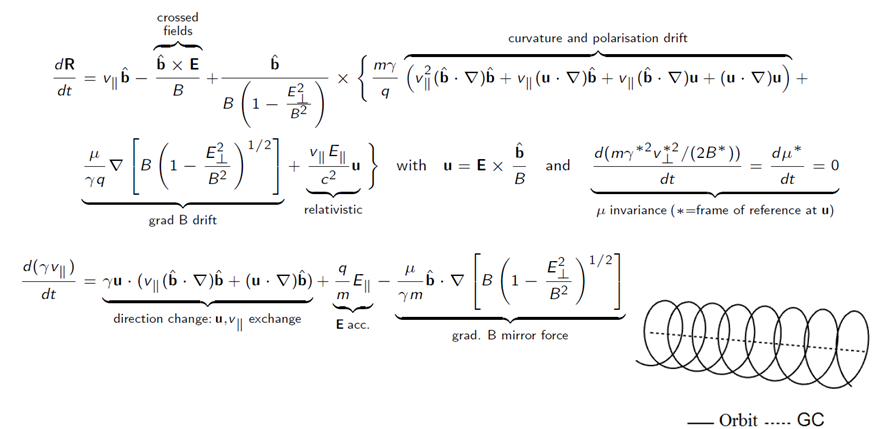 crossed
fields
curvature and polarisation drift
dR/dt = v∥b̂ − (b̂ × E)/B + b̂/(B(1 − E⊥²/B²)) × { mγ/q (v∥²(b̂ · ∇)b̂ + v∥(u · ∇)b̂ + v∥(b̂ · ∇)u + (u · ∇)u) +
μ/(γq) ∇ [B(1 − E⊥²/B²)^{1/2}] + (v∥E∥/c²) u } with u = E × b̂/B and d(mγ*²v⊥*²/(2B*))/dt = dμ*/dt = 0
grad B drift
relativistic
μ invariance (*=frame of reference at u)
d(γv∥)/dt = γu · (v∥(b̂ · ∇)b̂ + (u · ∇)b̂) + (q/m)E∥ − (μ/(γm)) b̂ · ∇ [B(1 − E⊥²/B²)^{1/2}]
direction change: u, v∥ exchange
E acc.
grad. B mirror force
Orbit GC